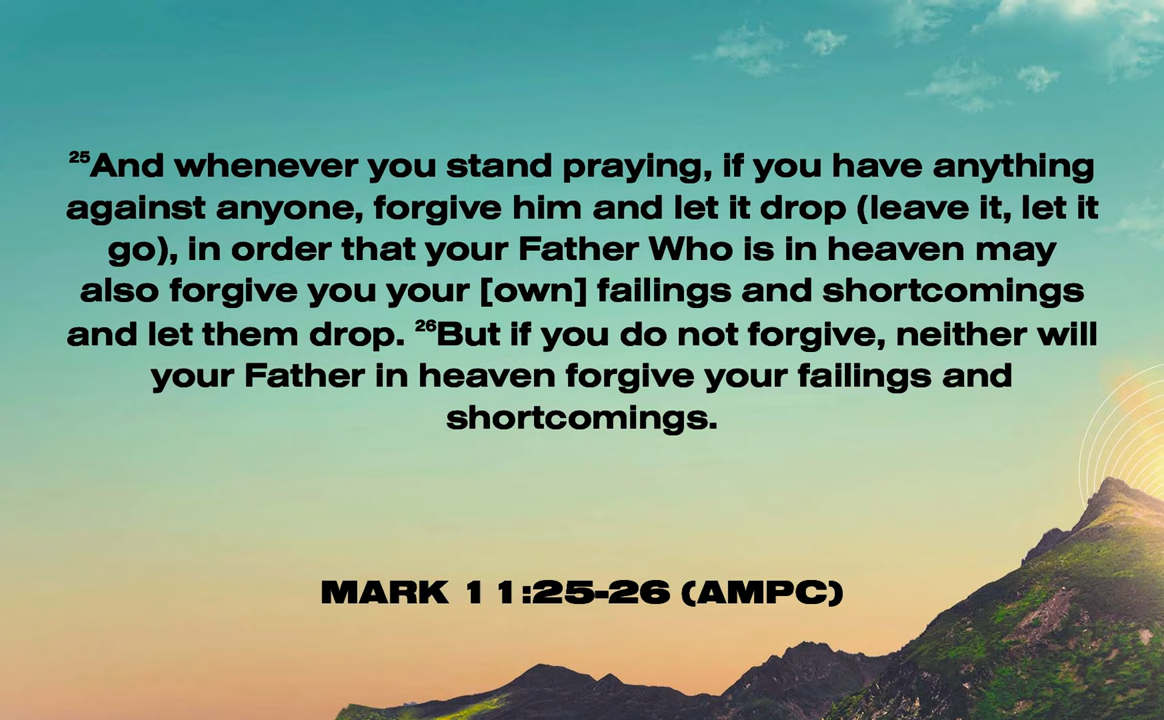 ²⁵And whenever you stand praying, if you have anything
against anyone, forgive him and let it drop (leave it, let it
go), in order that your Father Who is in heaven may
also forgive you your [own] failings and shortcomings
and let them drop. ²⁶But if you do not forgive, neither will
your Father in heaven forgive your failings and
shortcomings.
MARK 11:25-26 (AMPC)